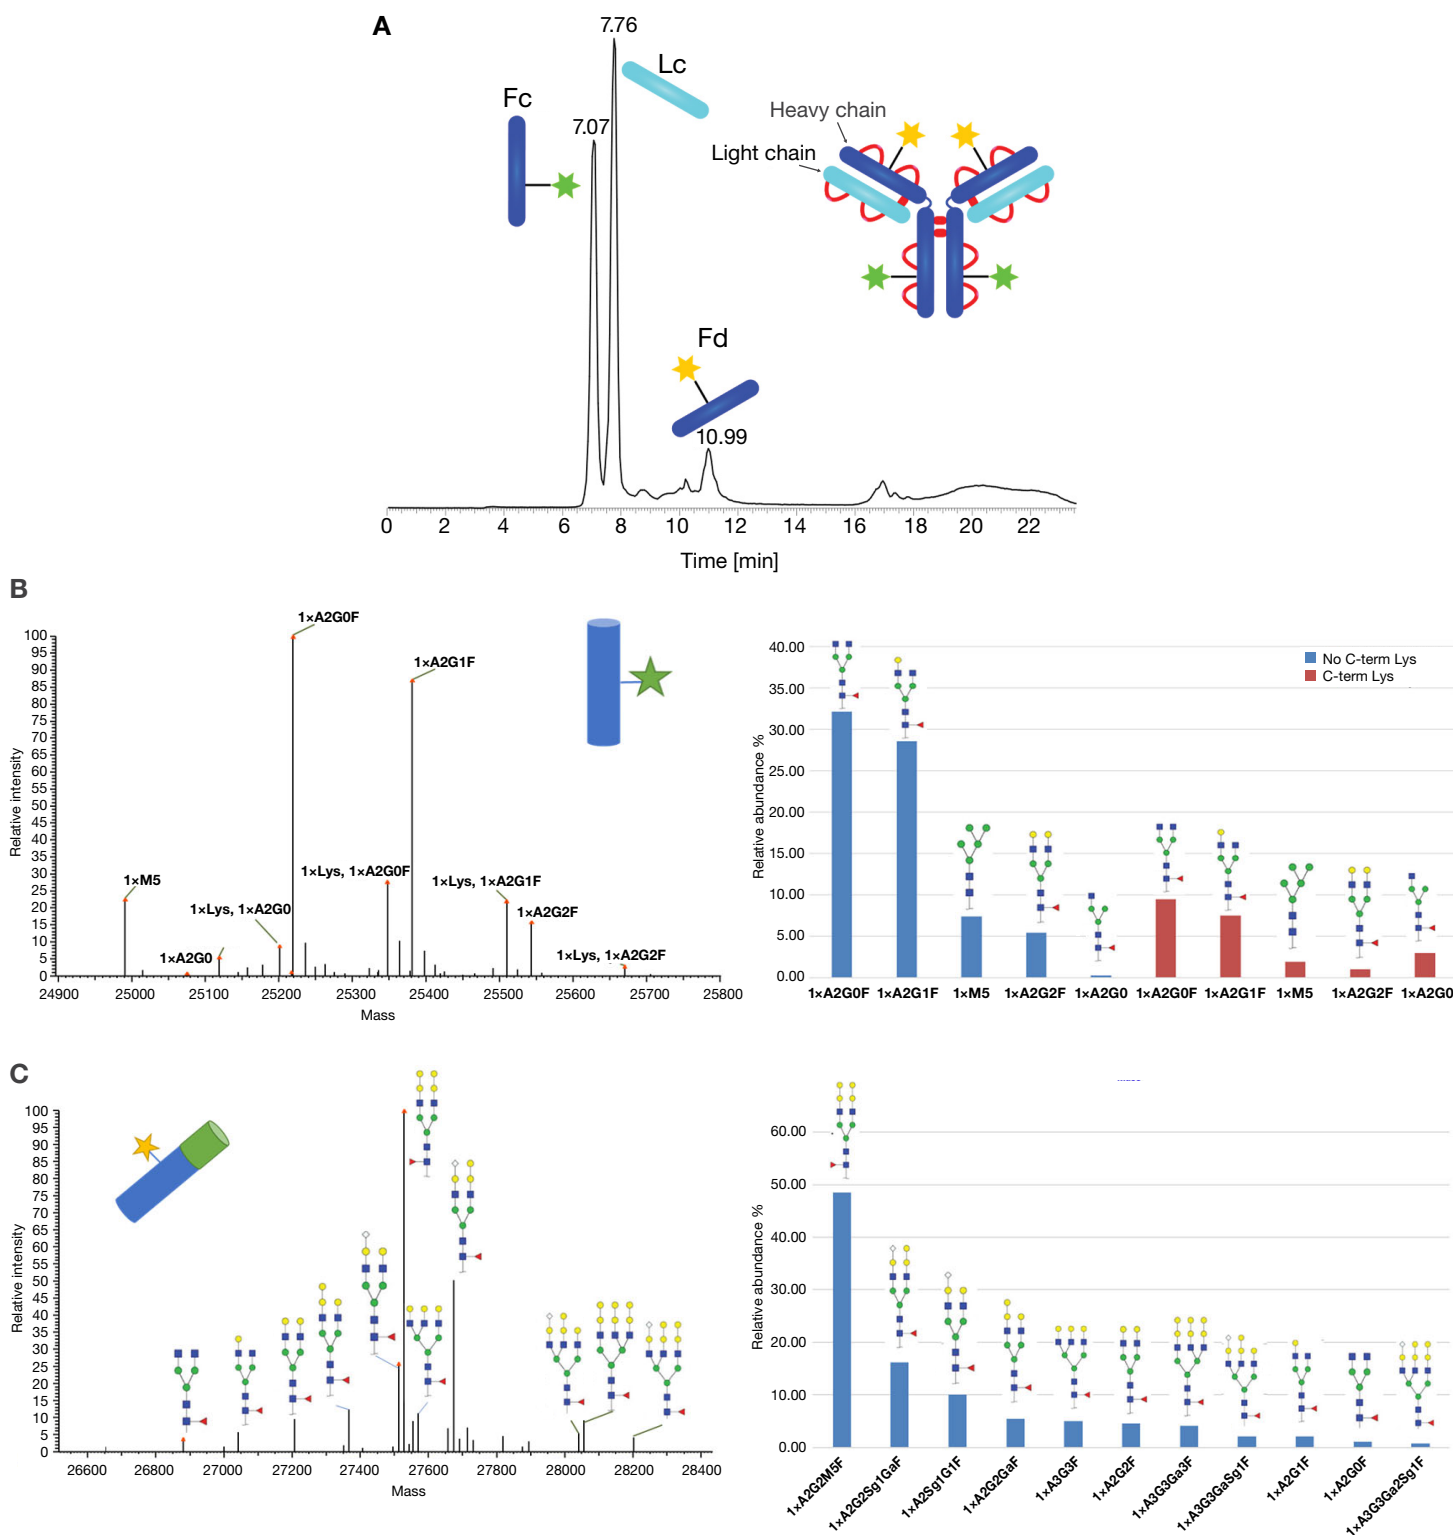 A
7.76
Lc
Fc
7.07
Heavy chain
Light chain
Fd
10.99
0 2 4 6 8 10 12 14 16 18 20 22
Time [min]
B
1×A2G0F
1×A2G1F
1×M5
1×Lys, 1×A2G0F
1×Lys, 1×A2G1F
1×Lys, 1×A2G0
1×A2G2F
1×A2G0
1×Lys, 1×A2G2F
Relative intensity
100
95
90
85
80
75
70
65
60
55
50
45
40
35
30
25
20
15
10
5
0
24900 25000 25100 25200 25300 25400 25500 25600 25700 25800
Mass
Relative abundance %
40.00
35.00
30.00
25.00
20.00
15.00
10.00
5.00
0.00
No C-term Lys
C-term Lys
1×A2G0F 1×A2G1F 1×M5 1×A2G2F 1×A2G0 1×A2G0F 1×A2G1F 1×M5 1×A2G2F 1×A2G0
C
Relative intensity
100
95
90
85
80
75
70
65
60
55
50
45
40
35
30
25
20
15
10
5
0
26600 26800 27000 27200 27400 27600 27800 28000 28200 28400
Mass
Relative abundance %
60.00
50.00
40.00
30.00
20.00
10.00
0.00
1×A2G2M5F
1×A2G2Sg1GaF
1×A2Sg1G1F
1×A2G2GaF
1×A3G3F
1×A2G2F
1×A3G3Ga3F
1×A3G3GaSg1F
1×A2G1F
1×A2G0F
1×A3G3Ga2Sg1F